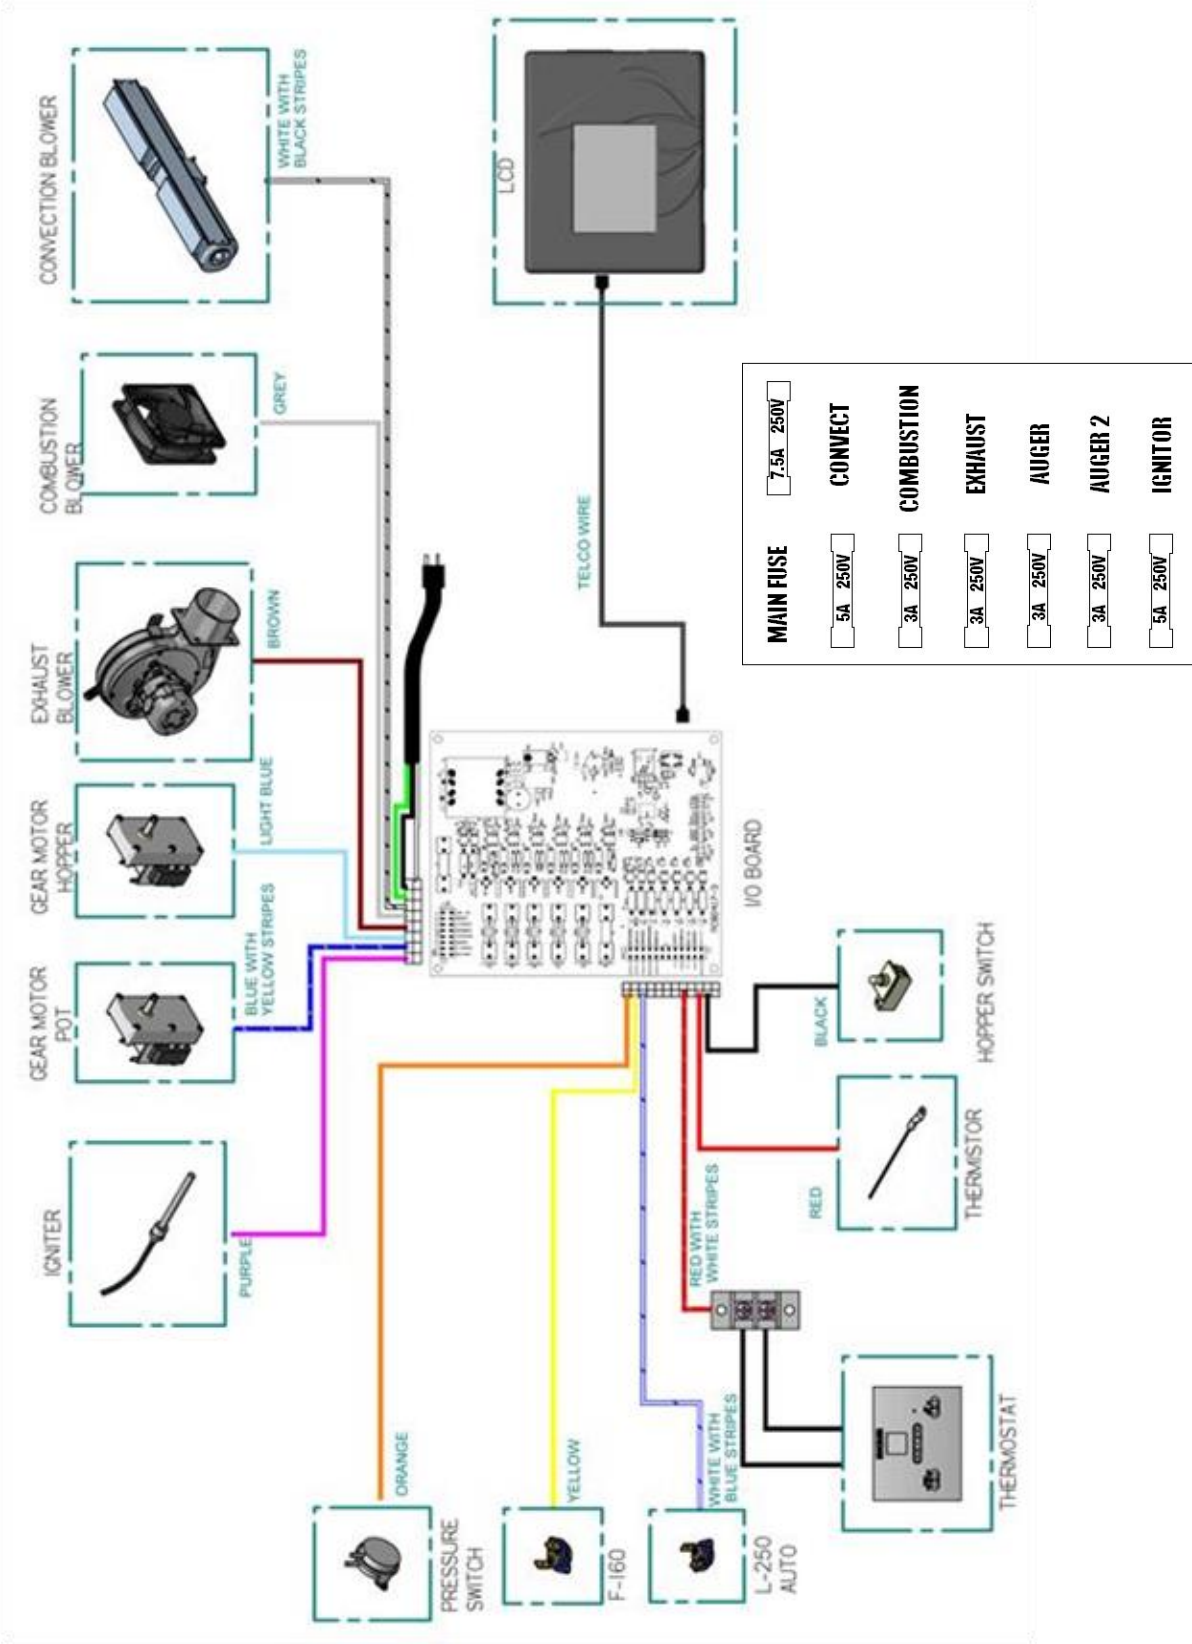 IGNITER
PURPLE
GEAR MOTOR
POT
BLUE WITH
YELLOW STRIPES
GEAR MOTOR
HOPPER
LIGHT BLUE
EXHAUST
BLOWER
BROWN
COMBUSTION
BLOWER
GREY
CONVECTION BLOWER
WHITE WITH
BLACK STRIPES
LCD
TELCO WIRE
I/O BOARD
PRESSURE
SWITCH
ORANGE
F-160
YELLOW
L-250
AUTO
WHITE WITH
BLUE STRIPES
THERMOSTAT
RED WITH
WHITE STRIPES
THERMISTOR
RED
HOPPER SWITCH
BLACK
MAIN FUSE 7.5A 250V
5A 250V CONVECT
3A 250V COMBUSTION
3A 250V EXHAUST
3A 250V AUGER
3A 250V AUGER 2
5A 250V IGNITOR